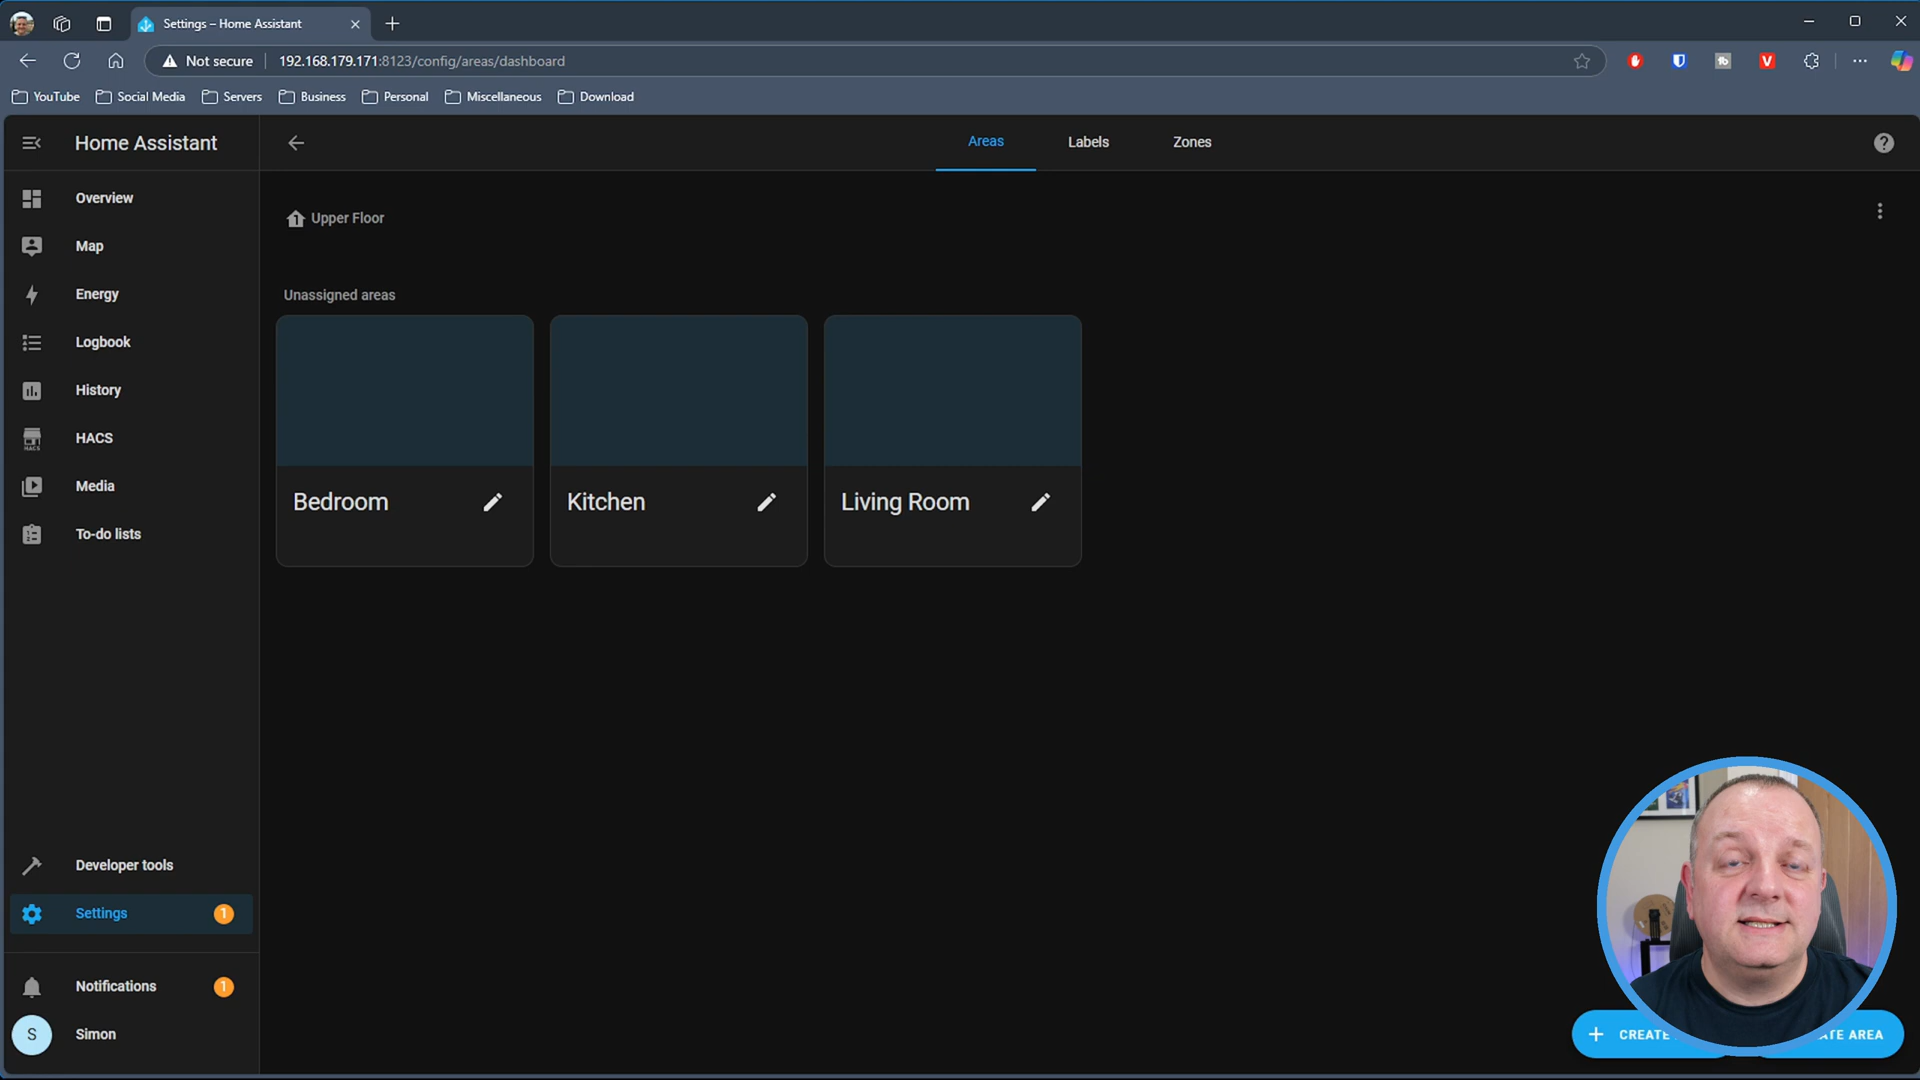 Settings – Home Assistant
Not secure
192.168.179.171:8123/config/areas/dashboard
YouTube
Social Media
Servers
Business
Personal
Miscellaneous
Download
Home Assistant
Areas
Labels
Zones
Overview
Map
Energy
Logbook
History
HACS
Media
To-do lists
Developer tools
Settings
1
Notifications
1
S
Simon
Upper Floor
Unassigned areas
Bedroom
Kitchen
Living Room
CREATE
AREA